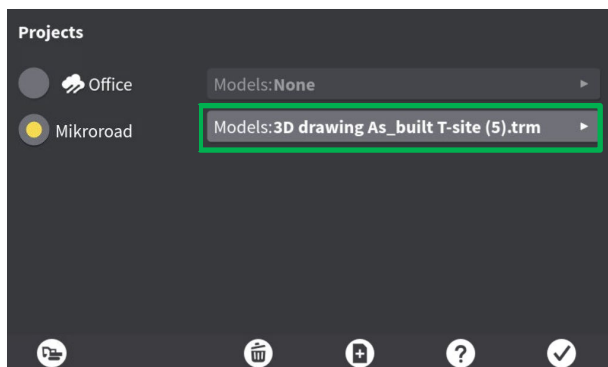 Projects
Office
Models:None
Mikroroad
Models:3D drawing As_built T-site (5).trm
?